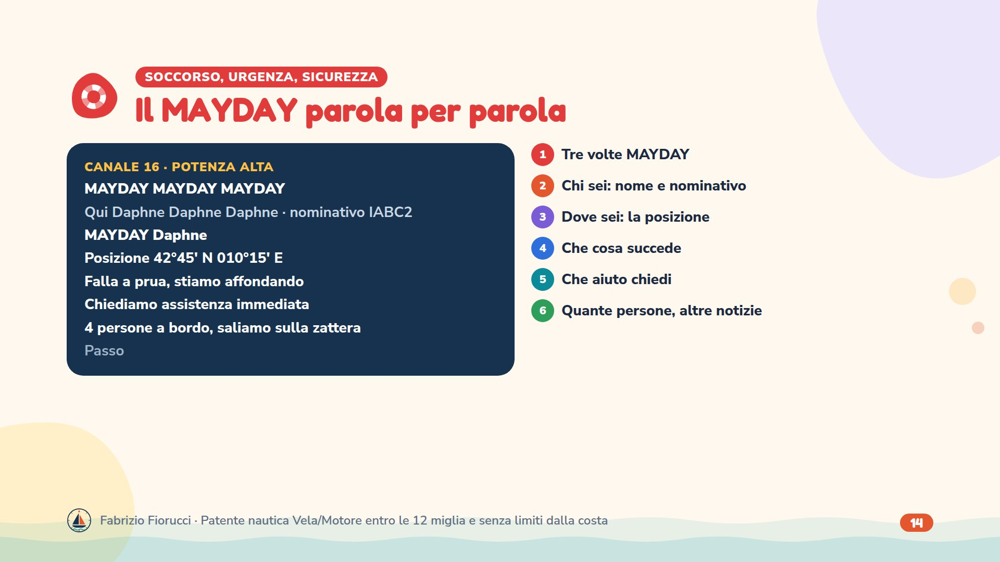 SOCCORSO, URGENZA, SICUREZZA
Il MAYDAY parola per parola
CANALE 16 · POTENZA ALTA
MAYDAY MAYDAY MAYDAY
Qui Daphne Daphne Daphne · nominativo IABC2
MAYDAY Daphne
Posizione 42°45' N 010°15' E
Falla a prua, stiamo affondando
Chiediamo assistenza immediata
4 persone a bordo, saliamo sulla zattera
Passo
1 Tre volte MAYDAY
2 Chi sei: nome e nominativo
3 Dove sei: la posizione
4 Che cosa succede
5 Che aiuto chiedi
6 Quante persone, altre notizie
Fabrizio Fiorucci · Patente nautica Vela/Motore entro le 12 miglia e senza limiti dalla costa
14